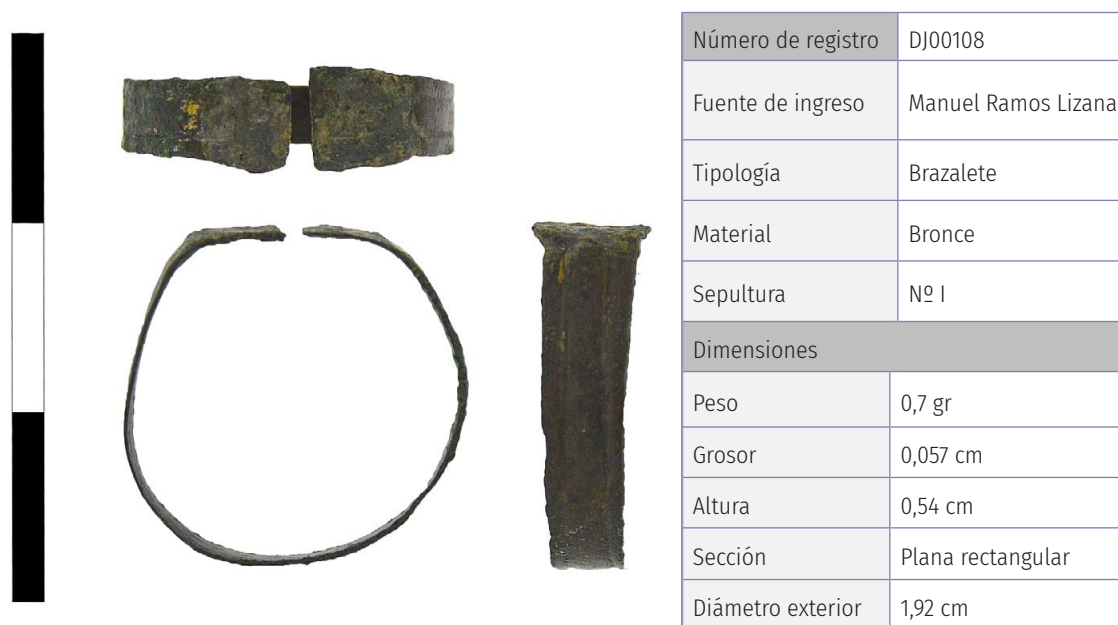 Número de registro DJ00108
Fuente de ingreso Manuel Ramos Lizana
Tipología Brazalete
Material Bronce
Sepultura Nº I
Dimensiones
Peso 0,7 gr
Grosor 0,057 cm
Altura 0,54 cm
Sección Plana rectangular
Diámetro exterior 1,92 cm